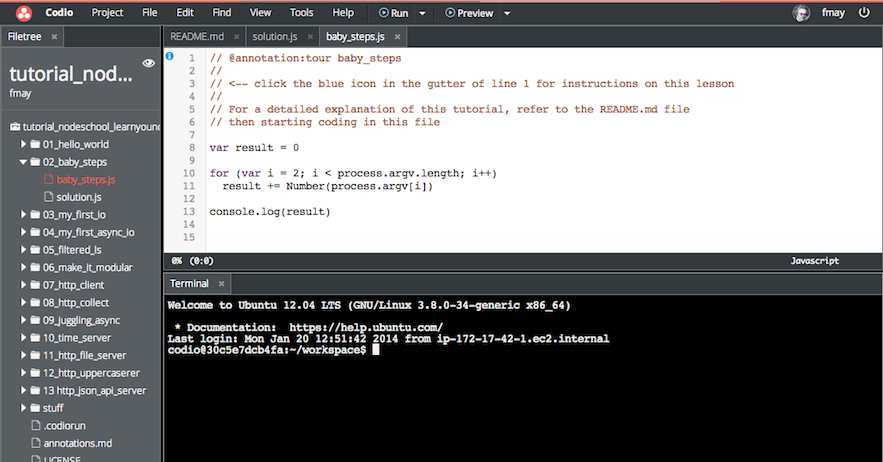 Codio Project File Edit Find View Tools Help Run Preview fmay
Filetree ×
tutorial_nod...
fmay
tutorial_nodeschool_learnyoun
01_hello_world
02_baby_steps
baby_steps.js
solution.js
03_my_first_io
04_my_first_async_io
05_filtered_ls
06_make_it_modular
07_http_client
08_http_collect
09_juggling_async
10_time_server
11_http_file_server
12_http_uppercaserer
13 http_json_api_server
stuff
.codiorun
annotations.md
LICENSE
README.md × solution.js × baby_steps.js ×
1 // @annotation:tour baby_steps
2 //
3 // <-- click the blue icon in the gutter of line 1 for instructions on this lesson
4 //
5 // For a detailed explanation of this tutorial, refer to the README.md file
6 // then starting coding in this file
7
8 var result = 0
9
10 for (var i = 2; i < process.argv.length; i++)
11   result += Number(process.argv[i])
12
13 console.log(result)
14
15
0% (0:0) Javascript
Terminal ×
Welcome to Ubuntu 12.04 LTS (GNU/Linux 3.8.0-34-generic x86_64)
* Documentation:  https://help.ubuntu.com/
Last login: Mon Jan 20 12:51:42 2014 from ip-172-17-42-1.ec2.internal
codio@30c5e7dcb4fa:~/workspace$